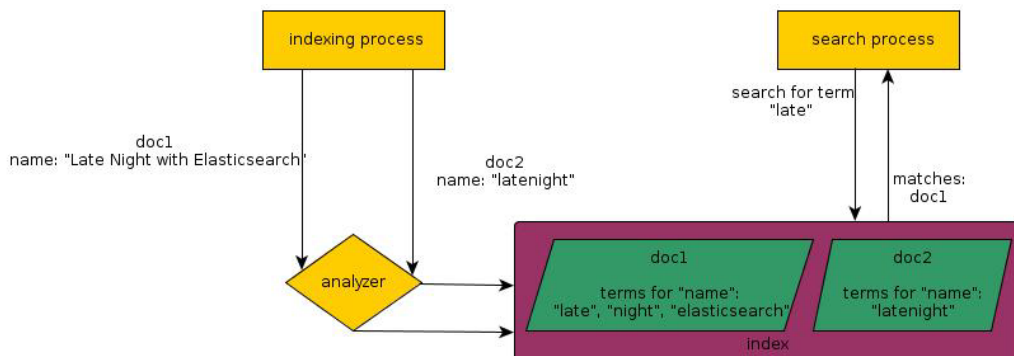 indexing process
search process
search for term
"late"
doc1
name: "Late Night with Elasticsearch"
doc2
name: "latenight"
matches:
doc1
analyzer
doc1
terms for "name":
"late", "night", "elasticsearch"
doc2
terms for "name":
"latenight"
index